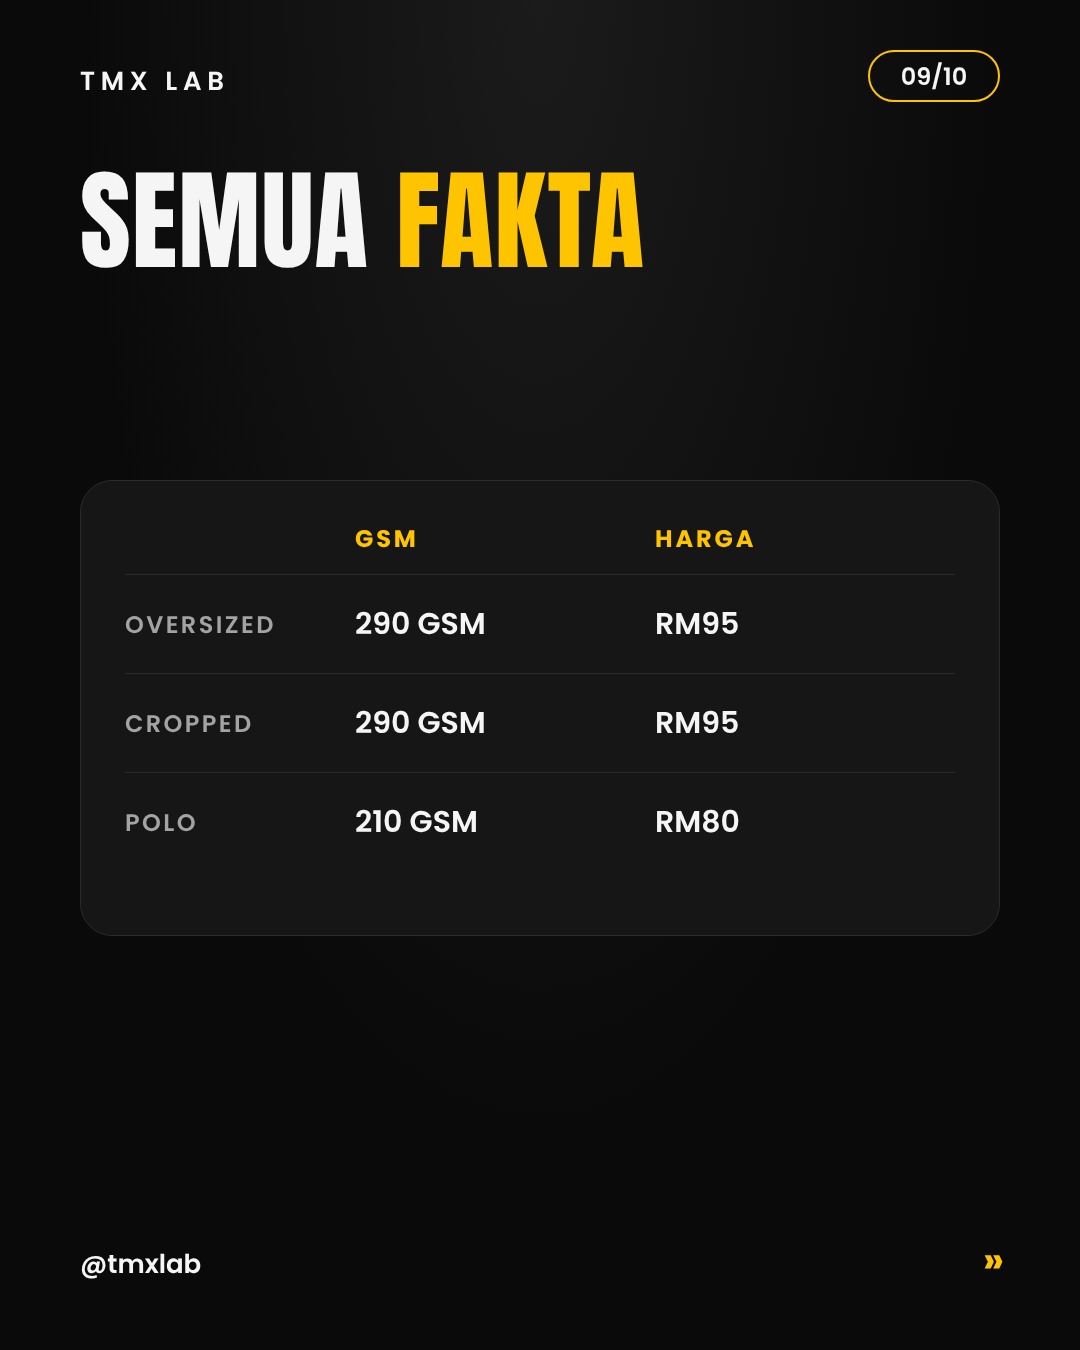 TMX LAB
09/10
SEMUA FAKTA
GSM HARGA
OVERSIZED 290 GSM RM95
CROPPED 290 GSM RM95
POLO 210 GSM RM80
@tmxlab »